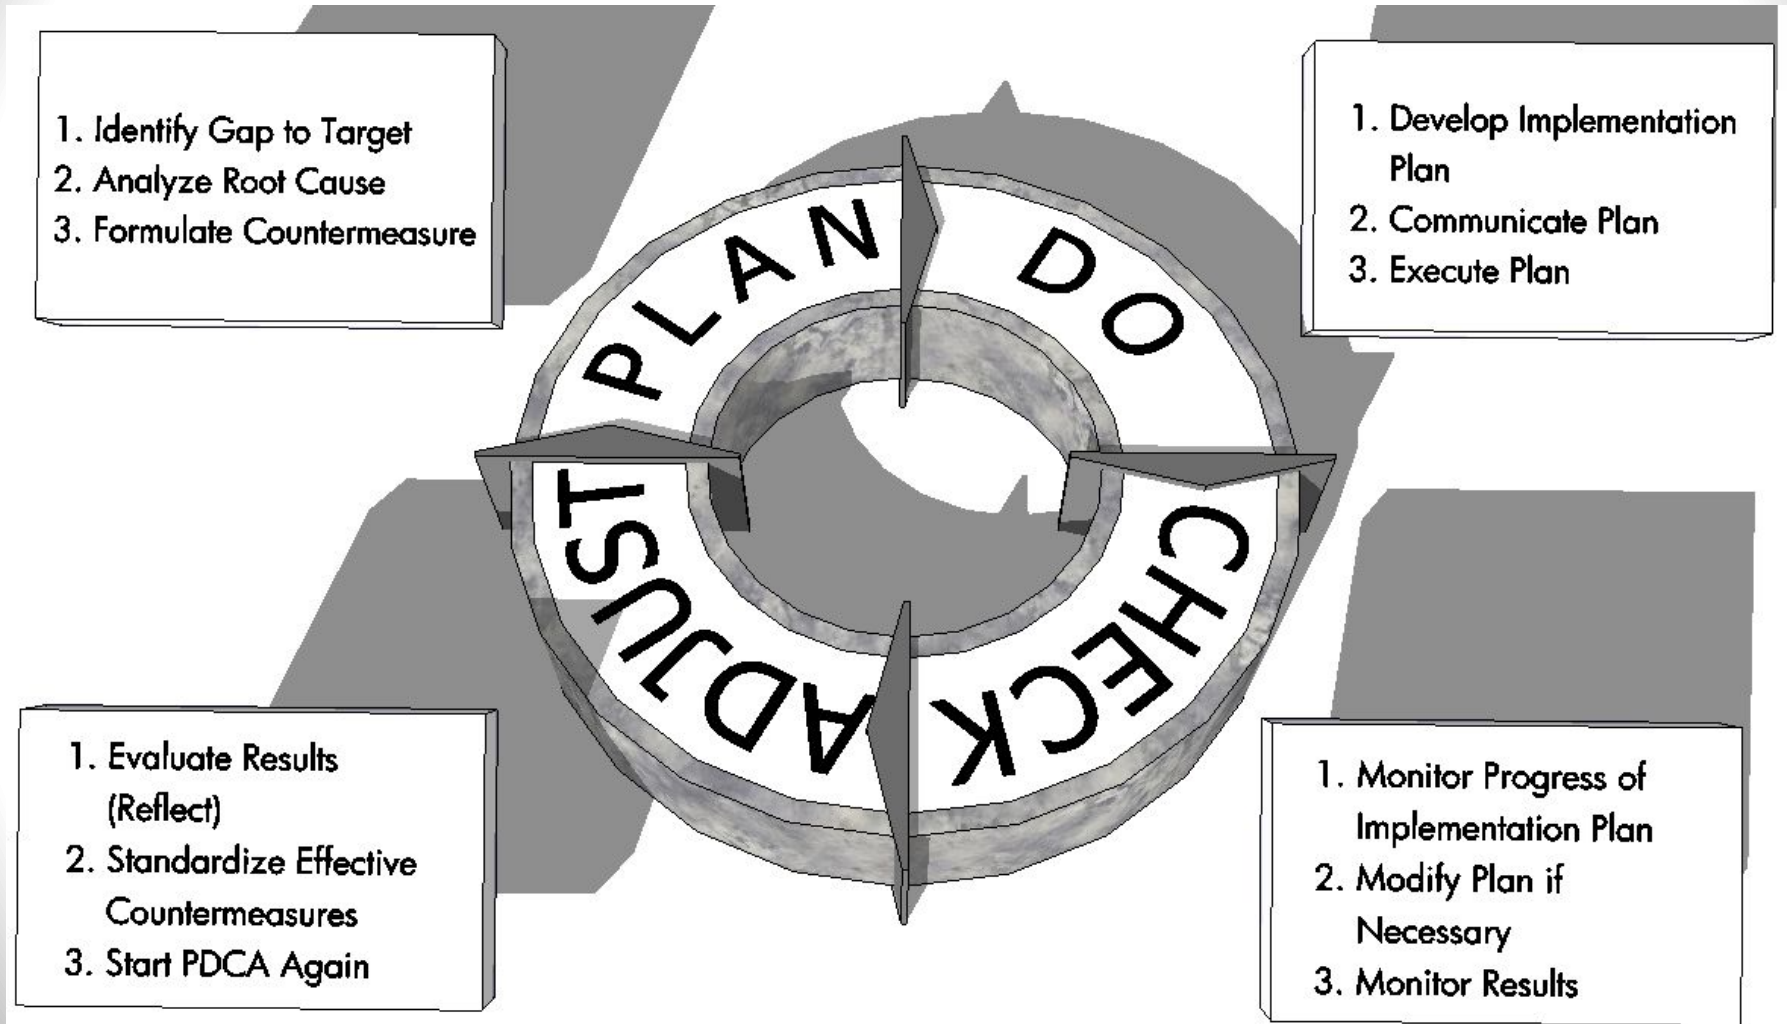 1. Identify Gap to Target
2. Analyze Root Cause
3. Formulate Countermeasure
PLAN
DO
1. Develop Implementation
Plan
2. Communicate Plan
3. Execute Plan
ADJUST
CHECK
1. Evaluate Results
(Reflect)
2. Standardize Effective
Countermeasures
3. Start PDCA Again
1. Monitor Progress of
Implementation Plan
2. Modify Plan if
Necessary
3. Monitor Results